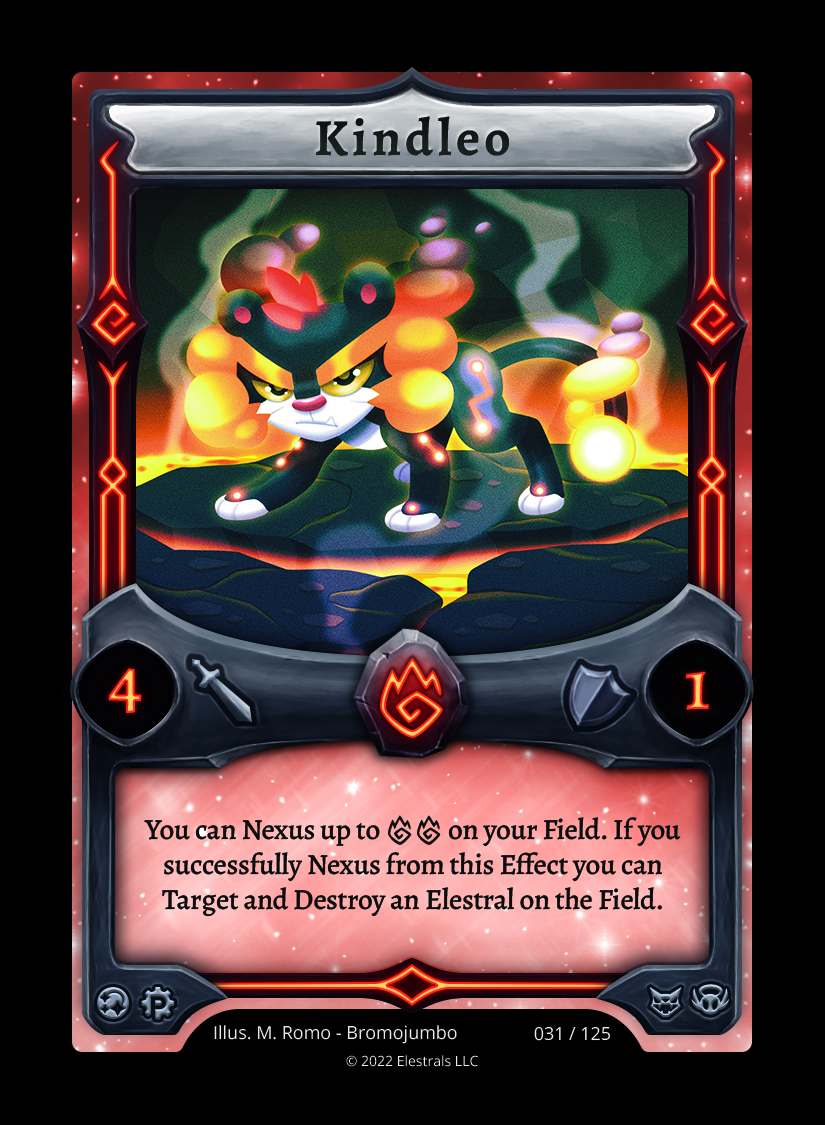 Kindleo
4
1
You can Nexus up to on your Field. If you
successfully Nexus from this Effect you can
Target and Destroy an Elestral on the Field.
P
Illus. M. Romo - Bromojumbo
031 / 125
© 2022 Elestrals LLC